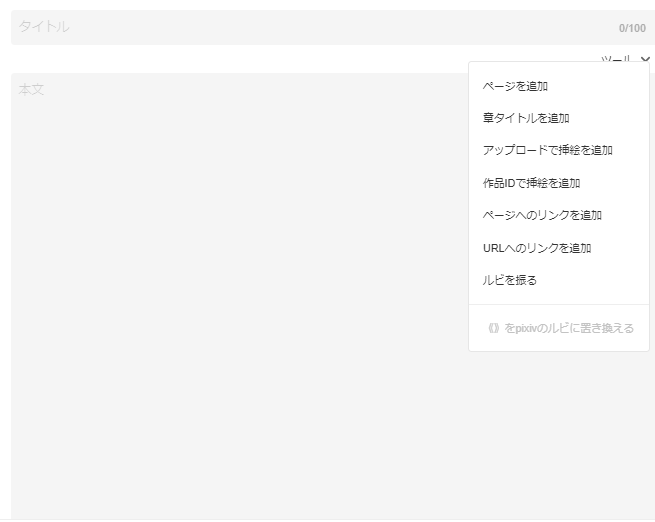 タイトル 0/100
ツール
本文
ページを追加
章タイトルを追加
アップロードで挿絵を追加
作品IDで挿絵を追加
ページへのリンクを追加
URLへのリンクを追加
ルビを振る
《》をpixivのルビに置き換える